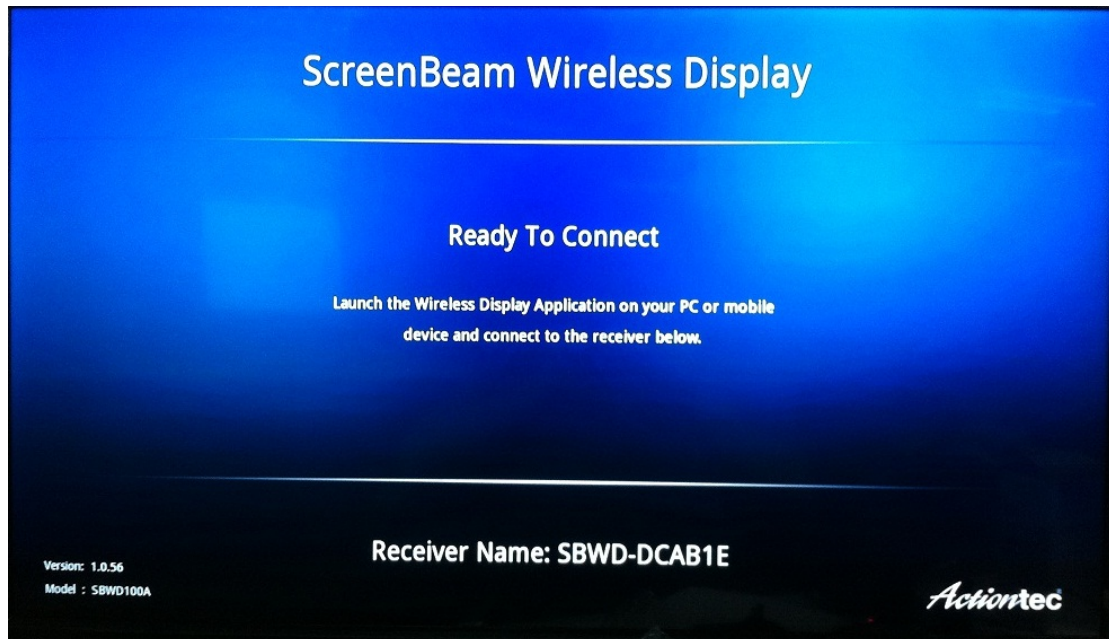 ScreenBeam Wireless Display
Ready To Connect
Launch the Wireless Display Application on your PC or mobile
device and connect to the receiver below.
Receiver Name: SBWD-DCAB1E
Version: 1.0.56
Model : SBWD100A
Actiontec